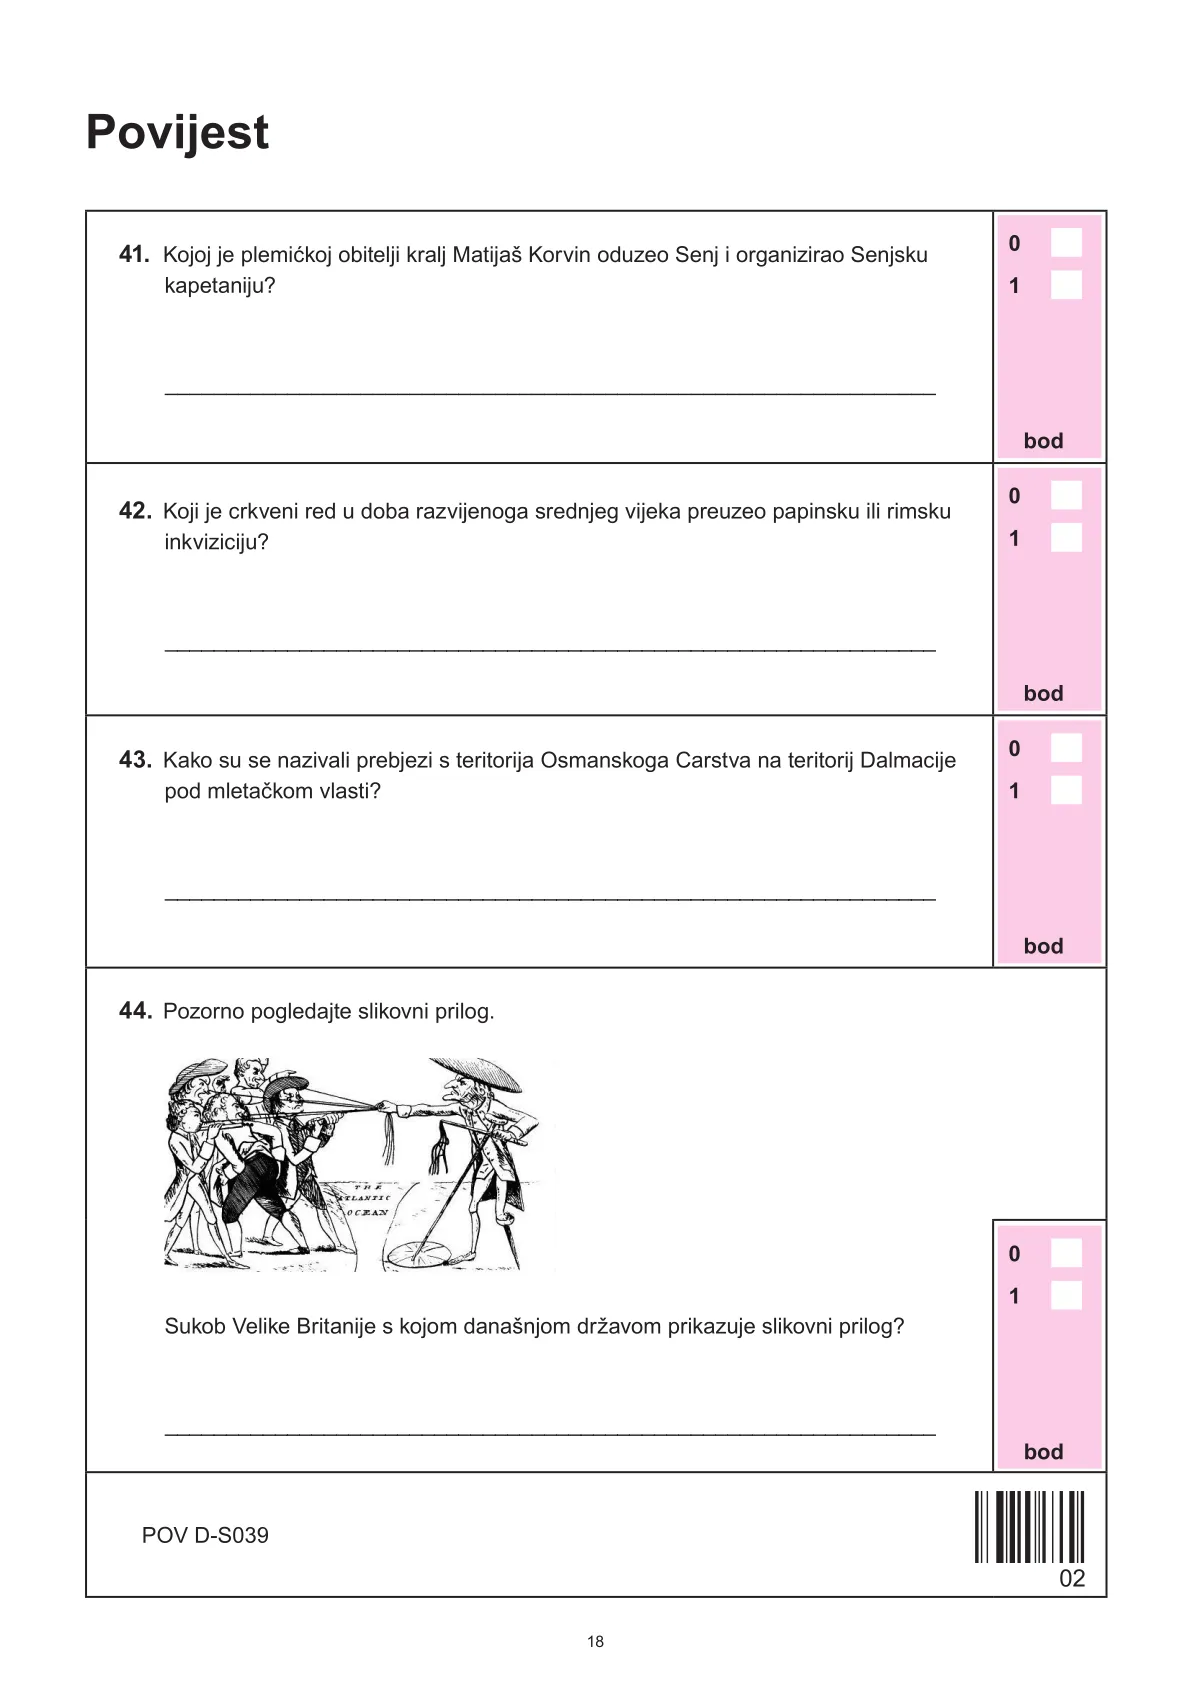 Povijest
41. Kojoj je plemićkoj obitelji kralj Matijaš Korvin oduzeo Senj i organizirao Senjsku
kapetaniju?
0
1
bod
42. Koji je crkveni red u doba razvijenoga srednjeg vijeka preuzeo papinsku ili rimsku
inkviziciju?
0
1
bod
43. Kako su se nazivali prebjezi s teritorija Osmanskoga Carstva na teritorij Dalmacije
pod mletačkom vlasti?
0
1
bod
44. Pozorno pogledajte slikovni prilog.
THE
ATLANTIC
OCEAN
Sukob Velike Britanije s kojom današnjom državom prikazuje slikovni prilog?
0
1
bod
POV D-S039
02
18